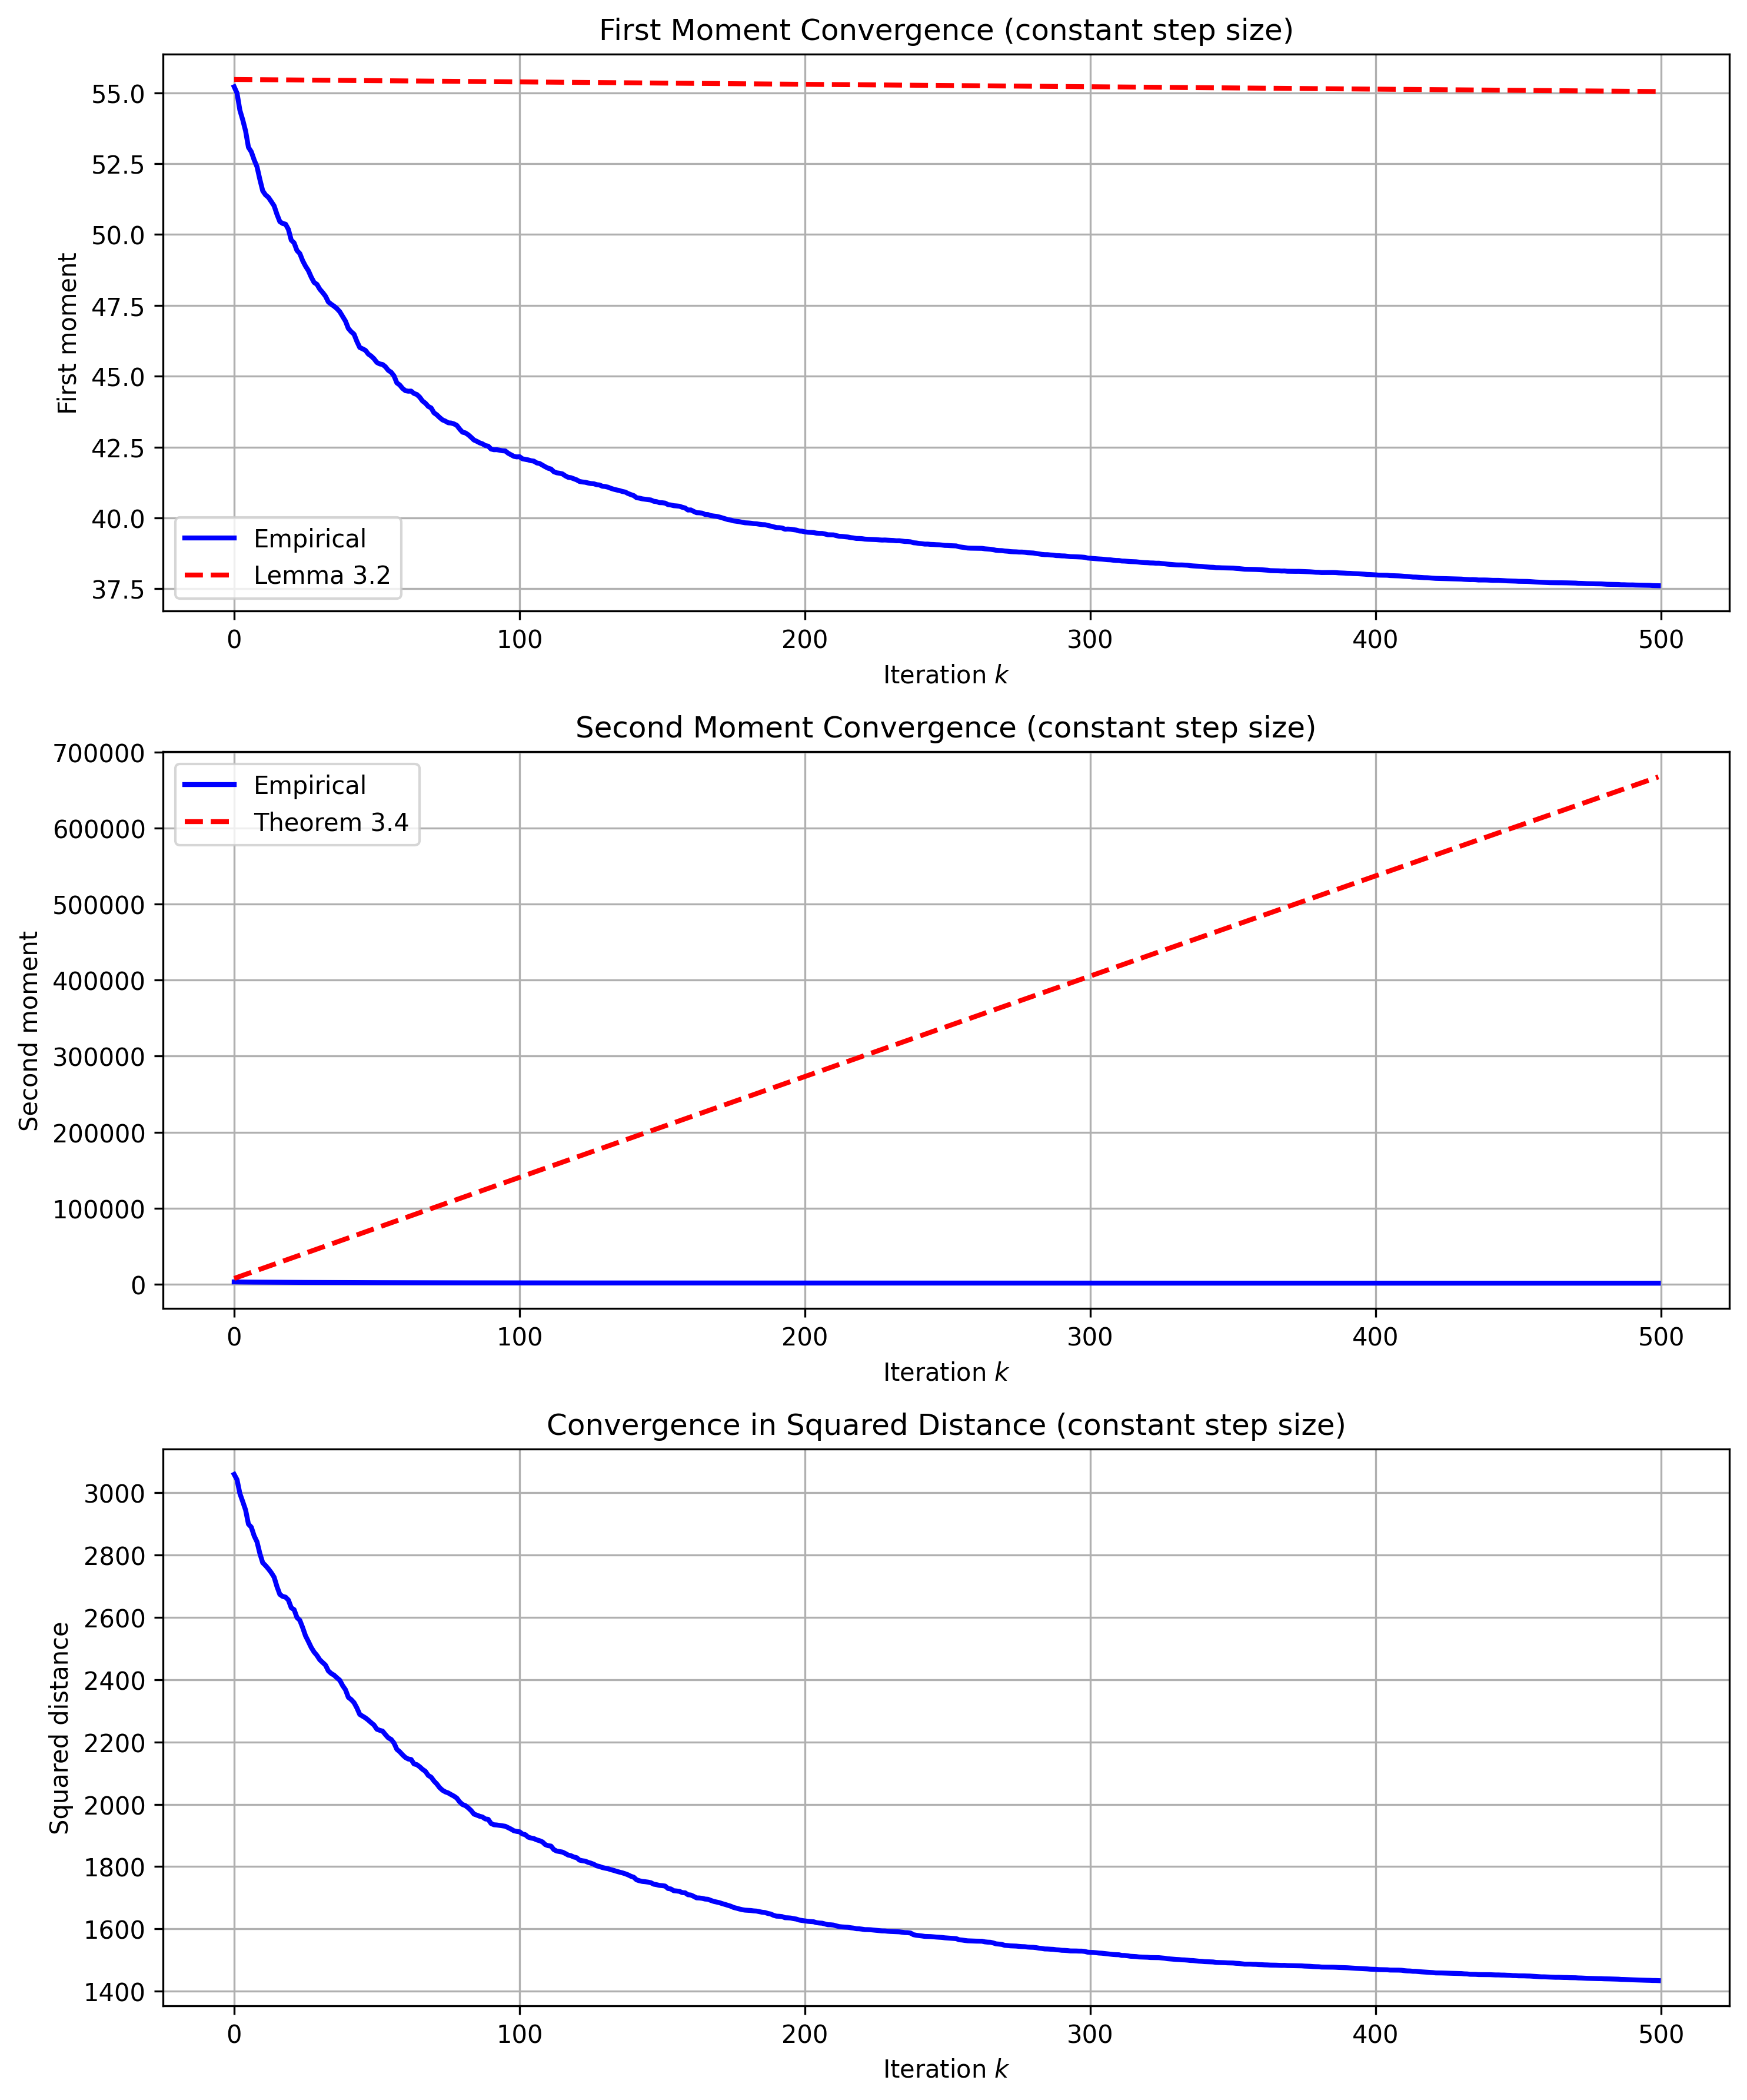 First Moment Convergence (constant step size)
First moment
55.0
52.5
50.0
47.5
45.0
42.5
40.0
37.5
Empirical
Lemma 3.2
0 100 200 300 400 500
Iteration k
Second Moment Convergence (constant step size)
Second moment
700000
600000
500000
400000
300000
200000
100000
0
Empirical
Theorem 3.4
0 100 200 300 400 500
Iteration k
Convergence in Squared Distance (constant step size)
Squared distance
3000
2800
2600
2400
2200
2000
1800
1600
1400
0 100 200 300 400 500
Iteration k